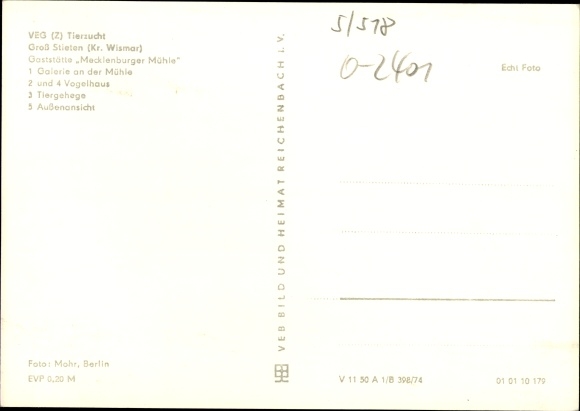 VEG (Z) Tierzucht
Groß Stieten (Kr. Wismar)
Gaststätte „Mecklenburger Mühle"
1 Galerie an der Mühle
2 und 4 Vogelhaus
3 Tiergehege
5 Außenansicht
5/518
0-2401
Echt Foto
VEB BILD UND HEIMAT REICHENBACH I. V.
Foto: Mohr, Berlin
EVP 0,20 M
V 11 50 A 1/B 398/74
01 01 10 179